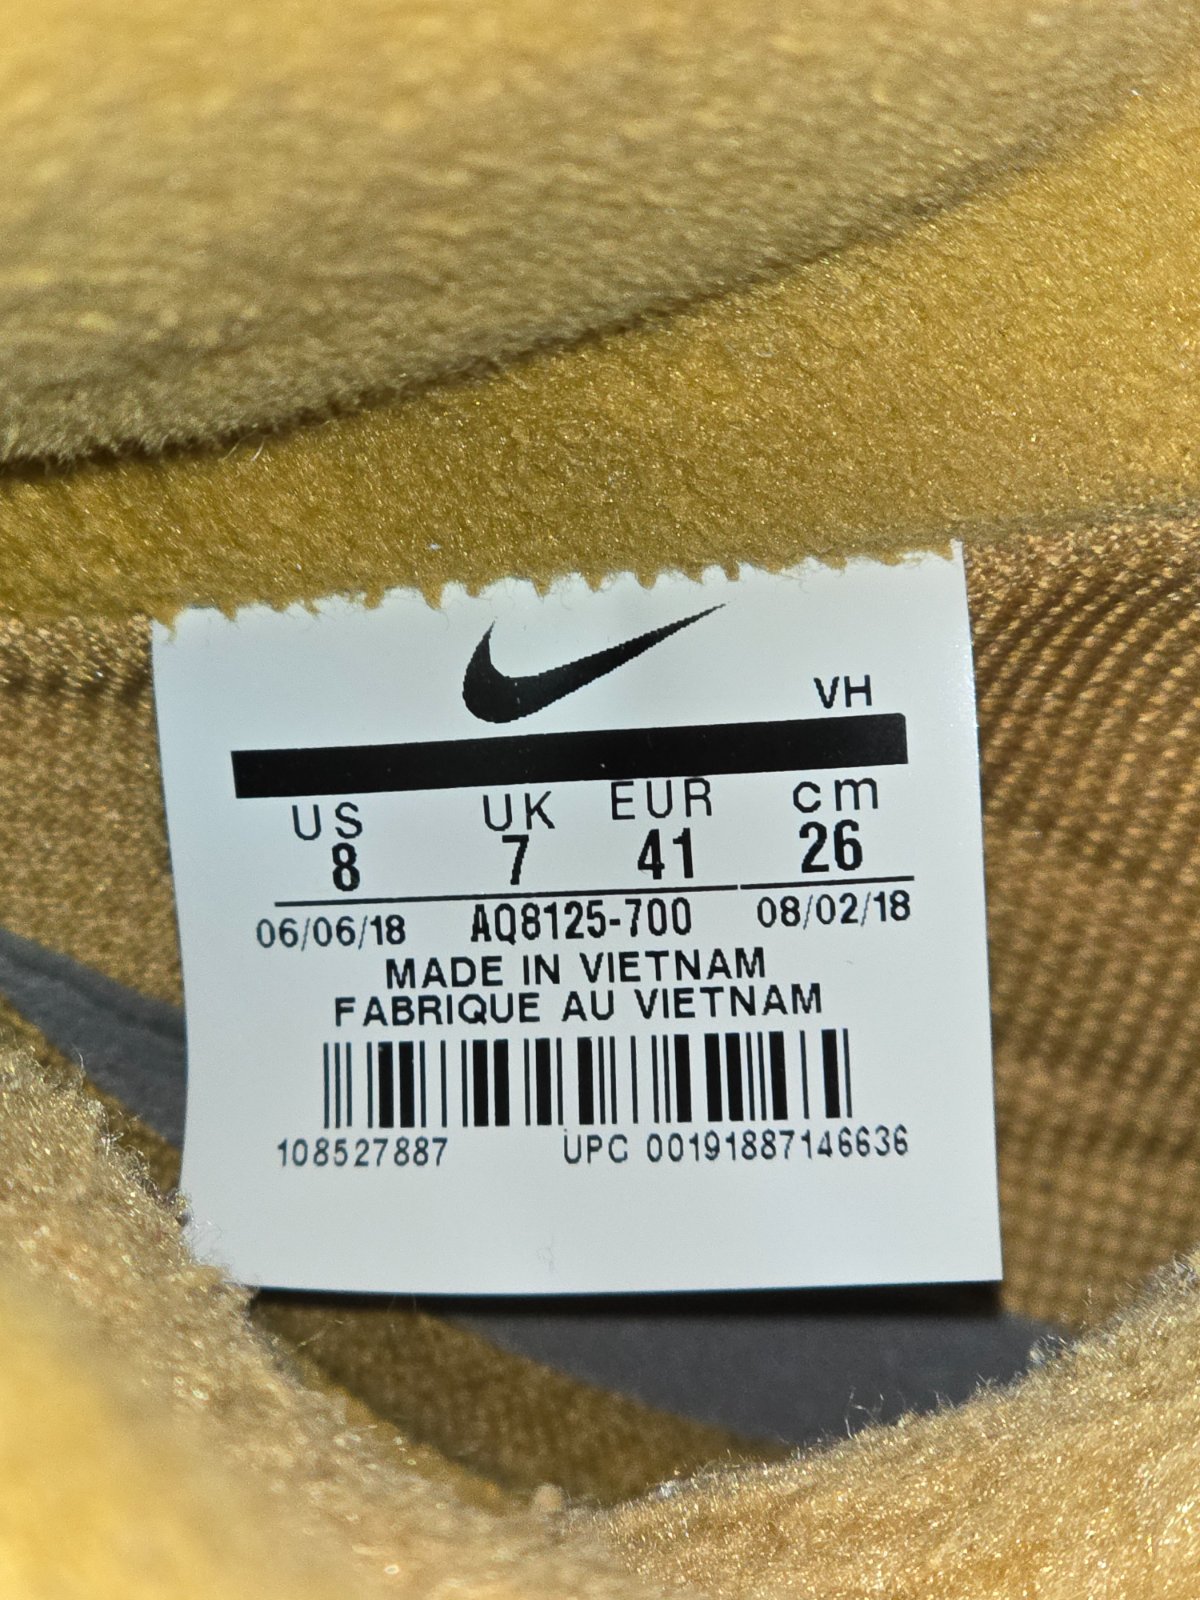 VH
US UK EUR cm
8 7 41 26
06/06/18 AQ8125-700 08/02/18
MADE IN VIETNAM
FABRIQUE AU VIETNAM
108527887 UPC 00191887146636